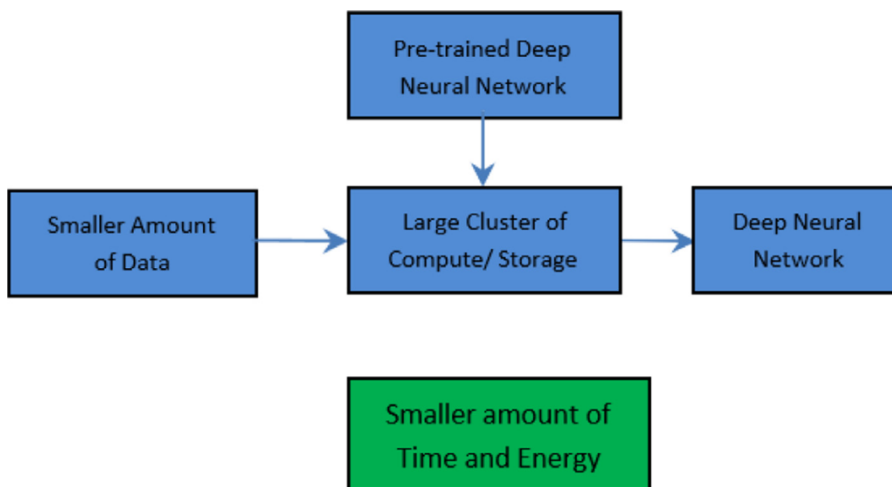 Pre-trained Deep
Neural Network
Smaller Amount
of Data
Large Cluster of
Compute/ Storage
Deep Neural
Network
Smaller amount of
Time and Energy